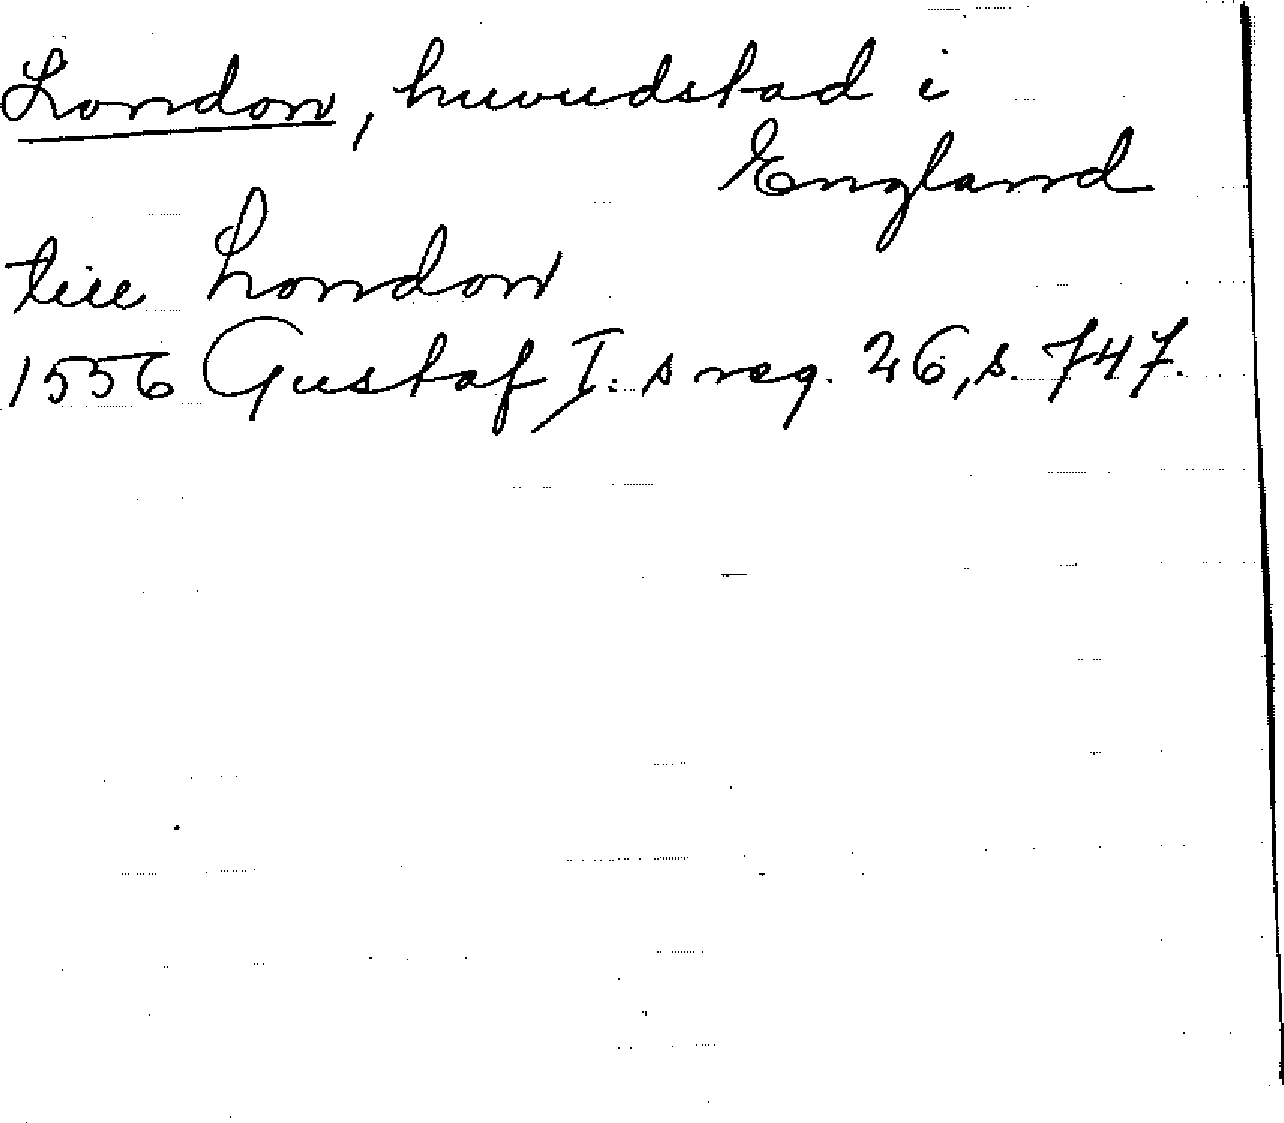 London, huvudstad i
England
till London
1556 Gustaf I:s reg. 26, s. 747.